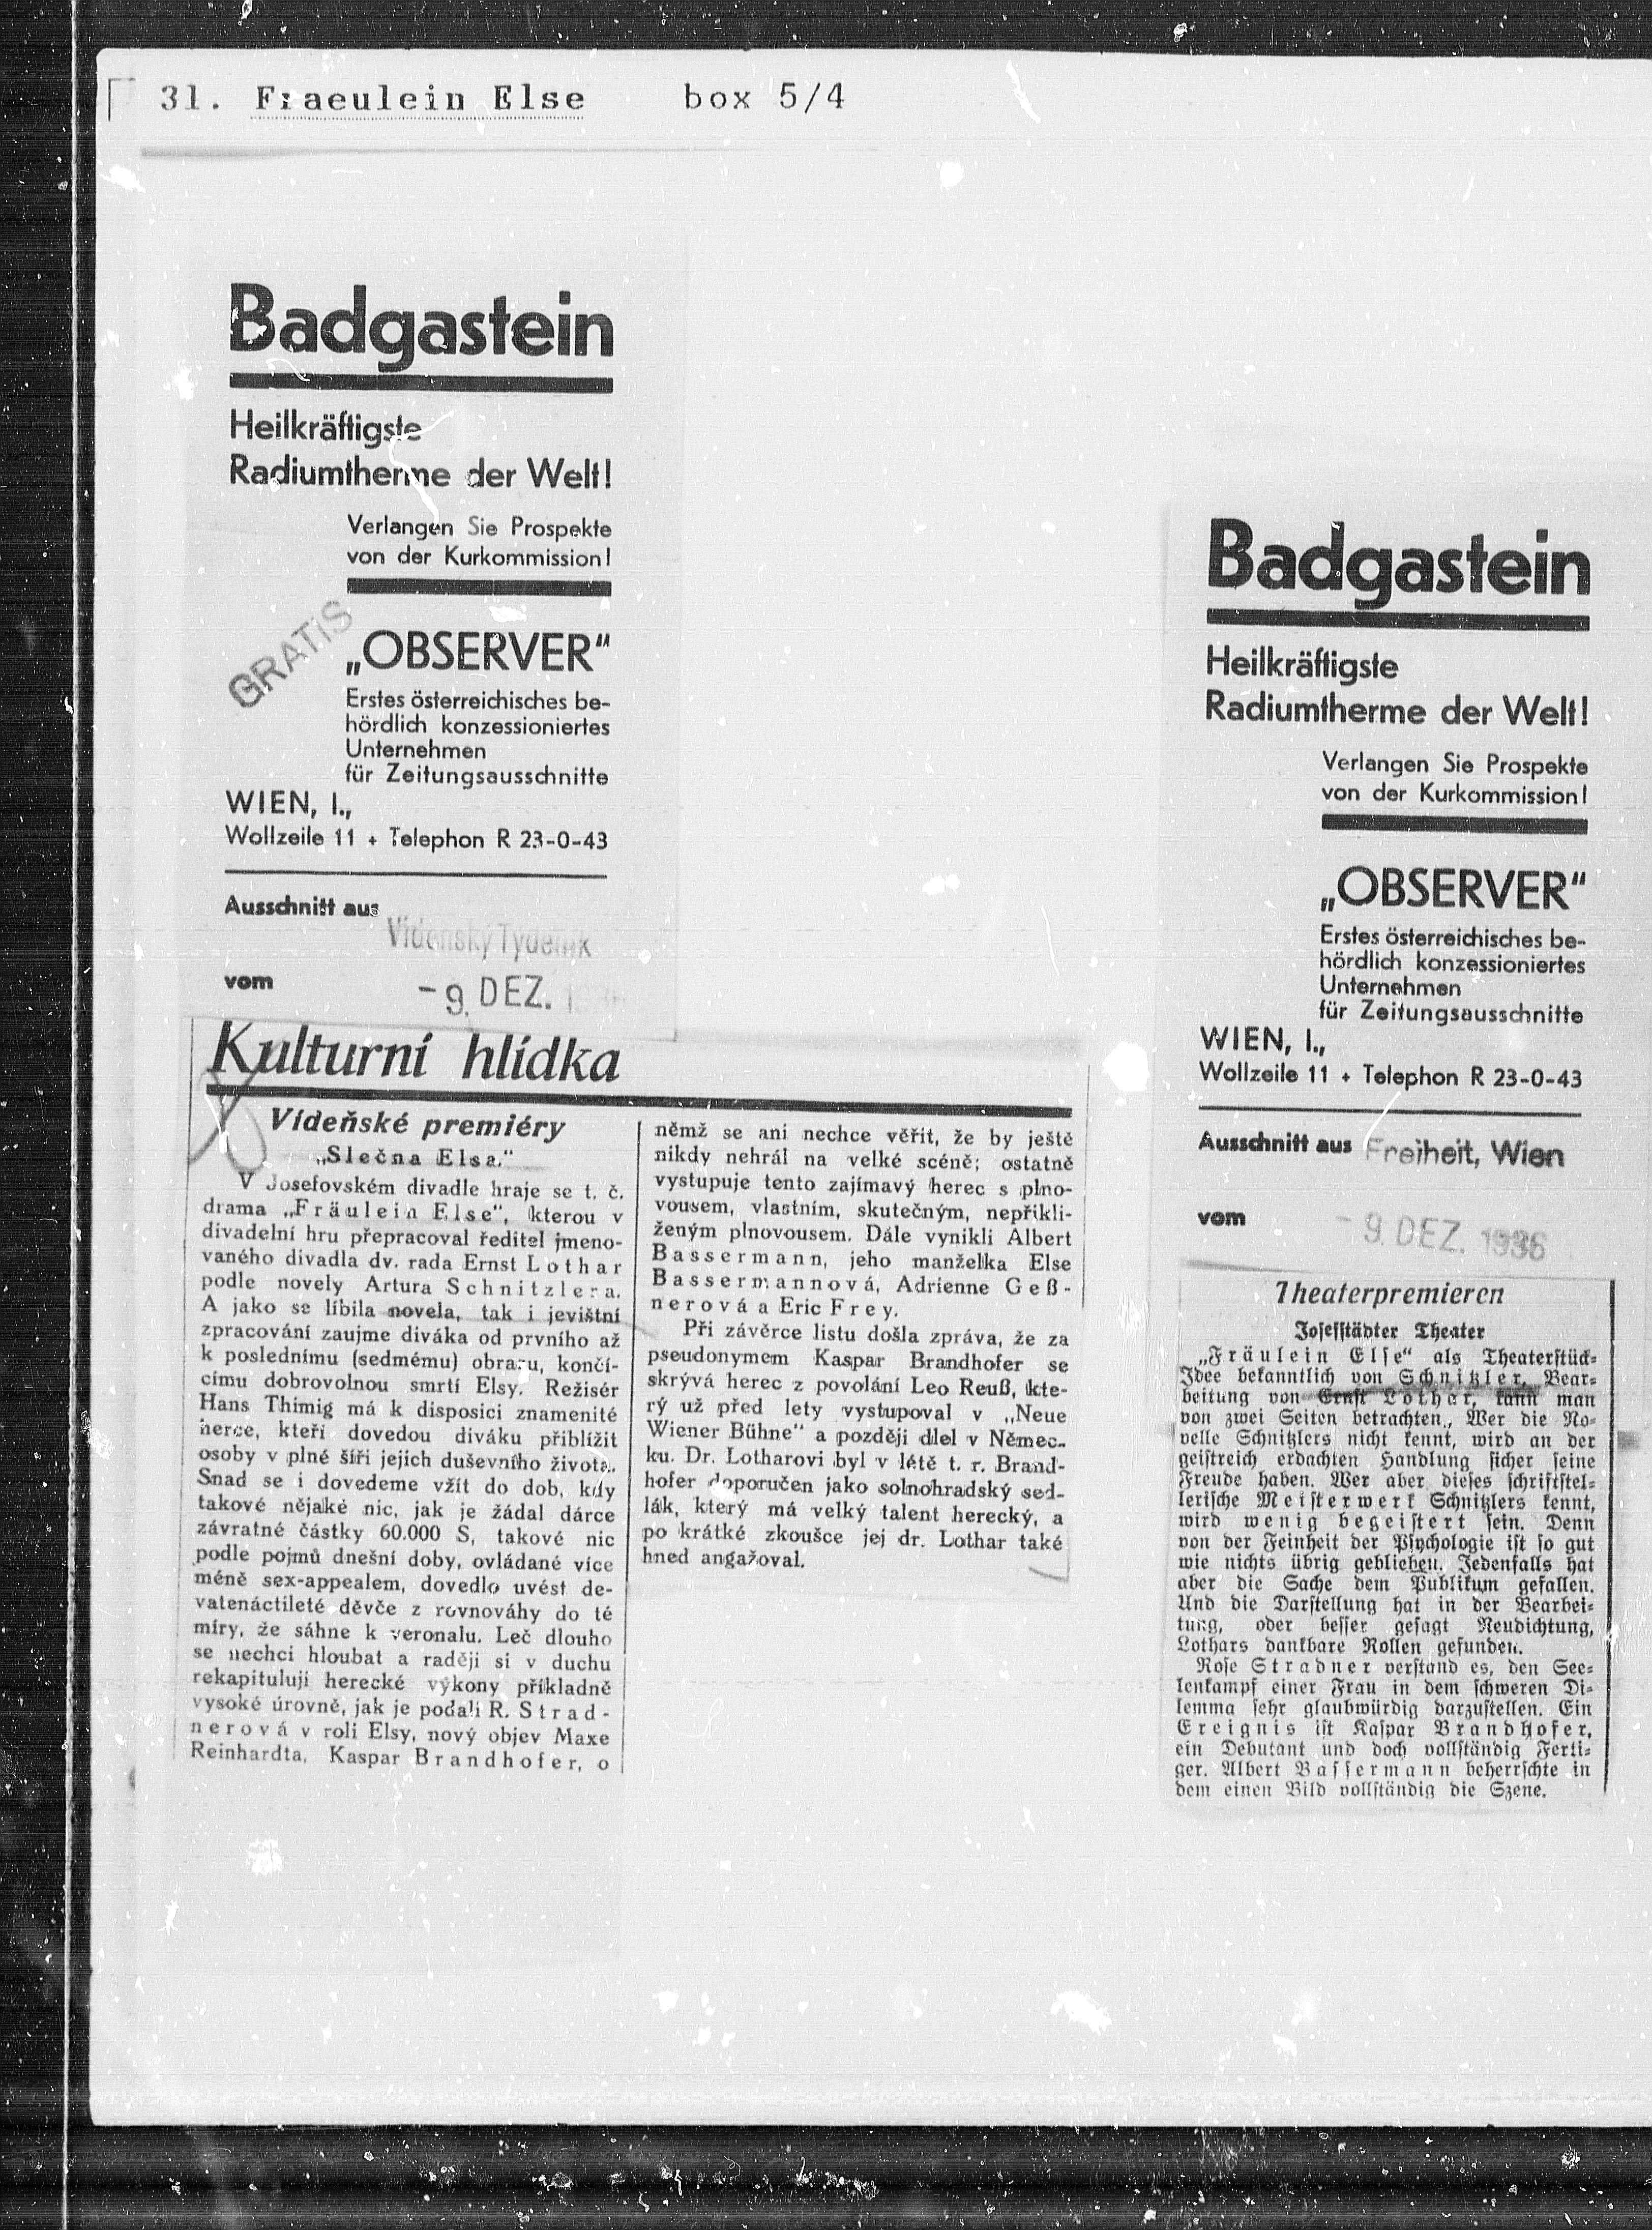 31. Fraeulein Else box 5/4
Badgastein
Heilkräftigste
Radiumtherme der Welt!
Verlangen Sie Prospekte
von der Kurkommission!
GRATIS
„OBSERVER“
Erstes österreichisches be-
hördlich konzessioniertes
Unternehmen
für Zeitungsausschnitte
WIEN, I.,
Wollzeile 11 + Telephon R 23-0-43
Ausschnitt aus
Vídeňský Týdeník
vom
- 9. DEZ. 1936
Kulturní hlídka
Vídeňské premiéry
„Slečna Elsa.“
V Josefovském divadle hraje se t. č.
drama „Fräulein Else“, kterou v
divadelní hru přepracoval ředitel jmeno-
vaného divadla dv. rada Ernst Lothar
podle novely Artura Schnitzlera.
A jako se líbila novela, tak i jevištní
zpracování zaujme diváka od prvního až
k poslednímu (sedmému) obrazu, končí-
címu dobrovolnou smrtí Elsy. Režisér
Hans Thimig má k disposici znamenité
herce, kteří dovedou diváku přiblížit
osoby v plné šíři jejich duševního života.
Snad se i dovedeme vžít do dob, kdy
takové nějaké nic, jak je žádal dárce
závratné částky 60.000 S, takové nic
podle pojmů dnešní doby, ovládané více
méně sex-appealem, dovedlo uvést de-
vatenáctileté děvče z rovnováhy do té
míry, že sáhne k veronalu. Leč dlouho
se nechci hloubat a raději si v duchu
rekapituluji herecké výkony příkladně
vysoké úrovně, jak je podali R. Strad-
nerová v roli Elsy, nový objev Maxe
Reinhardta, Kaspar Brandhofer, o
němž se ani nechce věřit, že by ještě
nikdy nehrál na velké scéně; ostatně
vystupuje tento zajímavý herec s plno-
vousem, vlastním, skutečným, nepřikli-
ženým plnovousem. Dále vynikli Albert
Bassermann, jeho manželka Else
Bassermannová, Adrienne Geß-
nerová a Eric Frey.
Při závěrce listu došla zpráva, že za
pseudonymem Kaspar Brandhofer se
skrývá herec z povolání Leo Reuß, kte-
rý už před lety vystupoval v „Neue
Wiener Bühne“ a později dlel v Němec-
ku. Dr. Lotharovi byl v létě t. r. Brand-
hofer doporučen jako solnohradský sed-
lák, který má velký talent herecký, a
po krátké zkoušce jej dr. Lothar také
hned angažoval.
Badgastein
Heilkräftigste
Radiumtherme der Welt!
Verlangen Sie Prospekte
von der Kurkommission!
„OBSERVER“
Erstes österreichisches be-
hördlich konzessioniertes
Unternehmen
für Zeitungsausschnitte
WIEN, I.,
Wollzeile 11 + Telephon R 23-0-43
Ausschnitt aus Freiheit, Wien
vom
- 9. DEZ. 1936
Theaterpremieren
Josefstädter Theater
„Fräulein Else“ als Theaterstück-
Idee bekanntlich von Schnitzler, Bear-
beitung von Ernst Lothar, kann man
von zwei Seiten betrachten. Wer die No-
velle Schnitzlers nicht kennt, wird an der
geistreich erdachten Handlung sicher seine
Freude haben. Wer aber dieses schriftstel-
lerische Meisterwerk Schnitzlers kennt,
wird wenig begeistert sein. Denn
von der Feinheit der Psychologie ist so gut
wie nichts übrig geblieben. Jedenfalls hat
aber die Sache dem Publikum gefallen.
Und die Darstellung hat in der Bearbei-
tung, oder besser gesagt Neudichtung,
Lothars dankbare Rollen gefunden.
Rose Stradner verstand es, den See-
lenkampf einer Frau in dem schweren Di-
lemma sehr glaubwürdig darzustellen. Ein
Ereignis ist Kaspar Brandhofer,
ein Debutant und doch vollständig Ferti-
ger. Albert Bassermann beherrschte in
dem einen Bild vollständig die Szene.